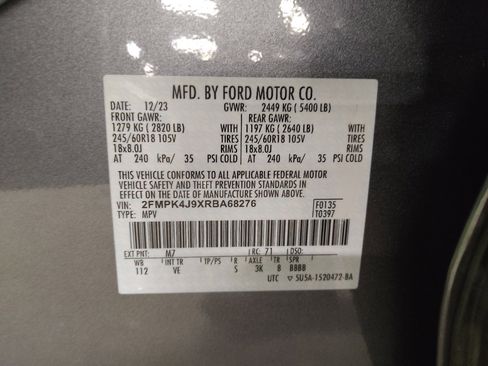 MFD. BY FORD MOTOR CO.
DATE: 12/23 GVWR: 2449 KG ( 5400 LB)
FRONT GAWR: REAR GAWR:
1279 KG ( 2820 LB) WITH 1197 KG ( 2640 LB) WITH
245/60R18 105V TIRES 245/60R18 105V TIRES
18x8.0J RIMS 18x8.0J RIMS
AT 240 kPa/ 35 PSI COLD AT 240 kPa/ 35 PSI COLD
THIS VEHICLE CONFORMS TO ALL APPLICABLE FEDERAL MOTOR
VEHICLE SAFETY AND THEFT PREVENTION STANDARDS IN
EFFECT ON THE DATE OF MANUFACTURE SHOWN ABOVE.
VIN: 2FMPK4J9XRBA68276 F0135
TYPE: MPV T0397
EXT PNT: M7 RC: 71 DSO:
WB INT TR TP/PS R AXLE TR SPR
112 VE S 3K 8 BBBB
UTC ▽ 5U5A-1520472-BA